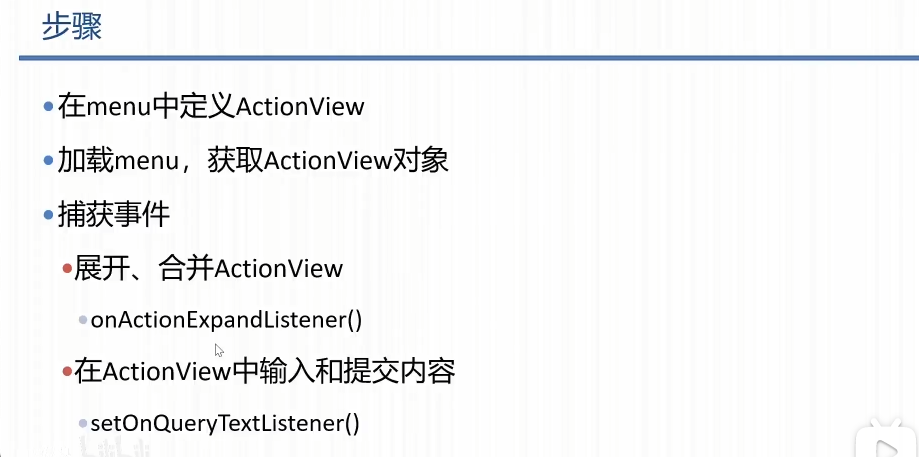 步骤
在menu中定义ActionView
加载menu，获取ActionView对象
捕获事件
展开、合并ActionView
onActionExpandListener()
在ActionView中输入和提交内容
setOnQueryTextListener()